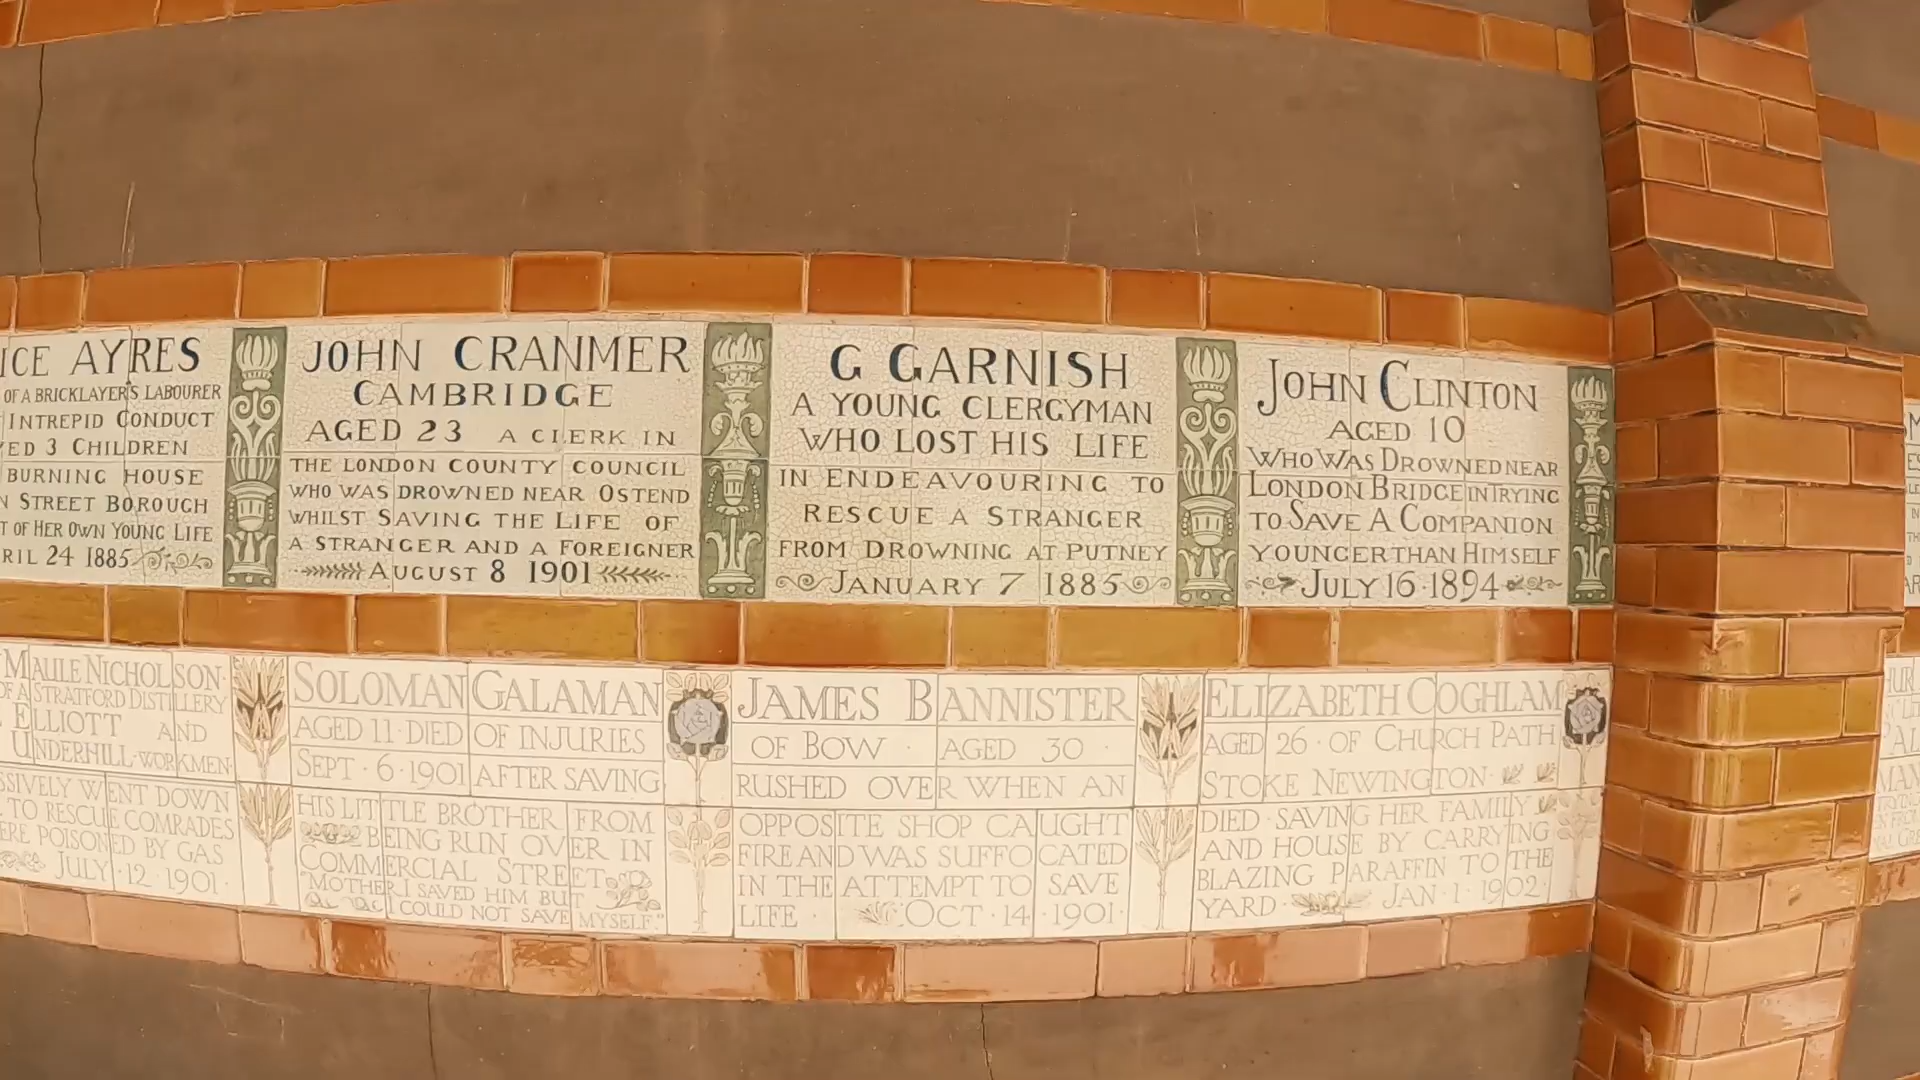 ICE AYRES
OF A BRICKLAYER'S LABOURER
INTREPID CONDUCT
ED 3 CHILDREN
BURNING HOUSE
N STREET BOROUGH
T OF HER OWN YOUNG LIFE
RIL 24 1885
JOHN CRANMER
CAMBRIDGE
AGED 23 A CLERK IN
THE LONDON COUNTY COUNCIL
WHO WAS DROWNED NEAR OSTEND
WHILST SAVING THE LIFE OF
A STRANGER AND A FOREIGNER
AUGUST 8 1901
G GARNISH
A YOUNG CLERGYMAN
WHO LOST HIS LIFE
IN ENDEAVOURING TO
RESCUE A STRANGER
FROM DROWNING AT PUTNEY
JANUARY 7 1885
JOHN CLINTON
AGED 10
WHO WAS DROWNED NEAR
LONDON BRIDGE IN TRYING
TO SAVE A COMPANION
YOUNGER THAN HIMSELF
JULY 16·1894
MAULE NICHOLSON·
OF A STRATFORD DISTILLERY
ELLIOTT AND
UNDERHILL·WORKMEN·
SSIVELY WENT DOWN
TO RESCUE COMRADES
ERE POISONED BY GAS
JULY·12·1901·
SOLOMAN GALAMAN
AGED 11·DIED OF INJURIES
SEPT·6·1901 AFTER SAVING
HIS LITTLE BROTHER FROM
BEING RUN OVER IN
COMMERCIAL STREET
"MOTHER I SAVED HIM BUT
I COULD NOT SAVE MYSELF."
JAMES BANNISTER
OF BOW · AGED 30 ·
RUSHED OVER WHEN AN
OPPOSITE SHOP CAUGHT
FIRE AND WAS SUFFOCATED
IN THE ATTEMPT TO SAVE
LIFE · OCT·14·1901·
ELIZABETH COGHLAM
AGED 26·OF CHURCH PATH
STOKE NEWINGTON·
DIED SAVING HER FAMILY
AND HOUSE BY CARRYING
BLAZING PARAFFIN TO THE
YARD· JAN·1·1902·